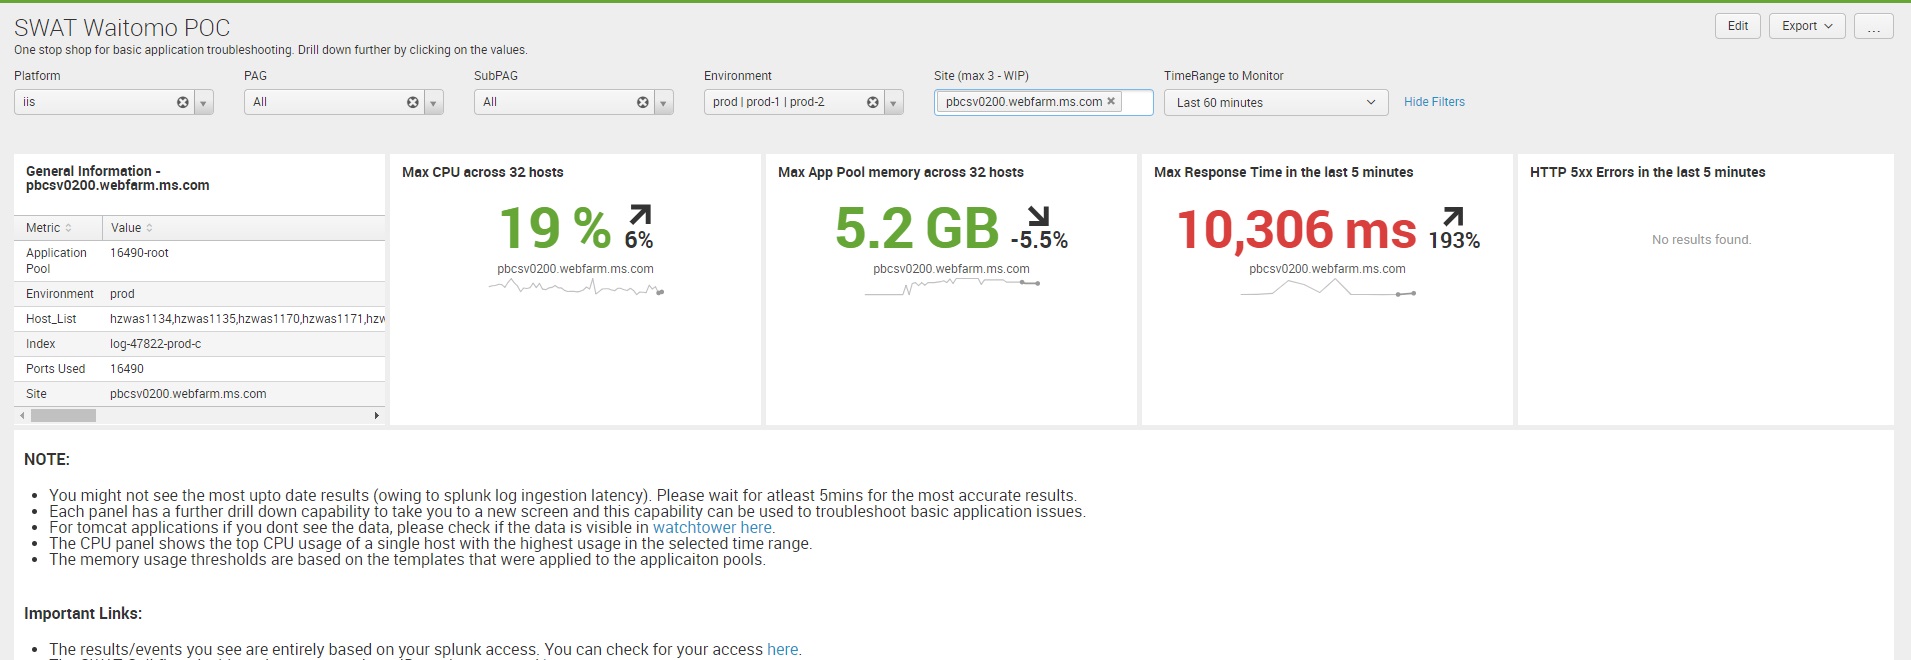 SWAT Waitomo POC
Edit
Export
...
One stop shop for basic application troubleshooting. Drill down further by clicking on the values.
Platform
PAG
SubPAG
Environment
Site (max 3 - WIP)
TimeRange to Monitor
iis
All
All
prod | prod-1 | prod-2
pbcsv0200.webfarm.ms.com
Last 60 minutes
Hide Filters
General Information -
pbcsv0200.webfarm.ms.com
Metric Value
Application
Pool
16490-root
Environment prod
Host_List hzwas1134,hzwas1135,hzwas1170,hzwas1171,hzw
Index log-47822-prod-c
Ports Used 16490
Site pbcsv0200.webfarm.ms.com
Max CPU across 32 hosts
19 %
6%
pbcsv0200.webfarm.ms.com
Max App Pool memory across 32 hosts
5.2 GB
-5.5%
pbcsv0200.webfarm.ms.com
Max Response Time in the last 5 minutes
10,306 ms
193%
pbcsv0200.webfarm.ms.com
HTTP 5xx Errors in the last 5 minutes
No results found.
NOTE:
You might not see the most upto date results (owing to splunk log ingestion latency). Please wait for atleast 5mins for the most accurate results.
Each panel has a further drill down capability to take you to a new screen and this capability can be used to troubleshoot basic application issues.
For tomcat applications if you dont see the data, please check if the data is visible in watchtower here.
The CPU panel shows the top CPU usage of a single host with the highest usage in the selected time range.
The memory usage thresholds are based on the templates that were applied to the applicaiton pools.
Important Links:
The results/events you see are entirely based on your splunk access. You can check for your access here.